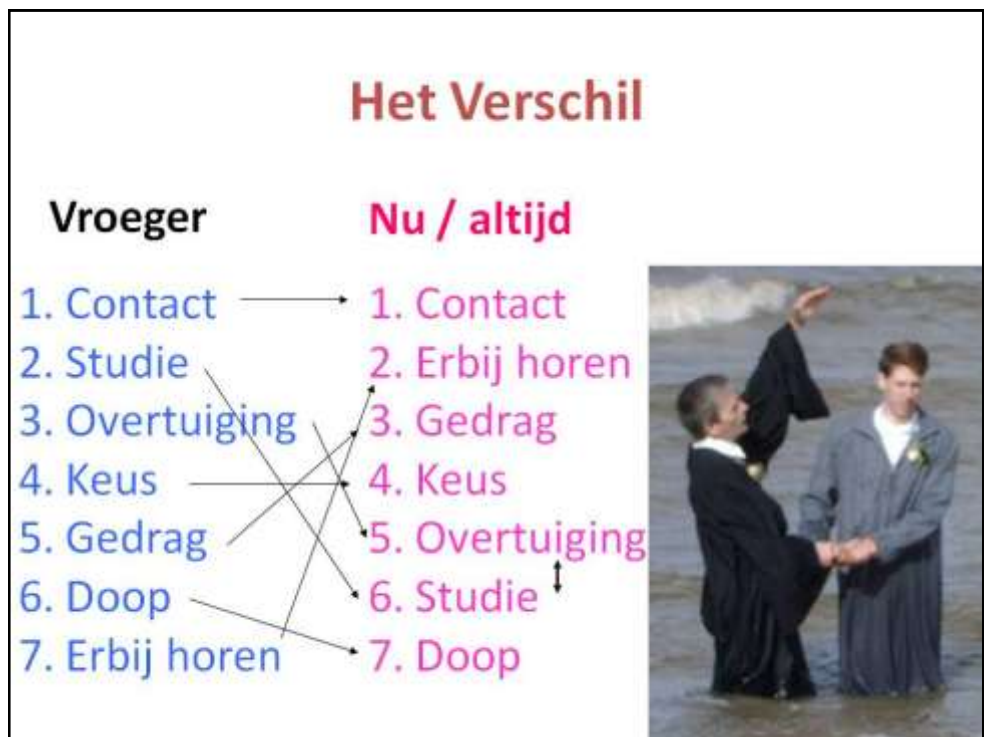 Het Verschil
Vroeger
1. Contact
2. Studie
3. Overtuiging
4. Keus
5. Gedrag
6. Doop
7. Erbij horen
Nu / altijd
1. Contact
2. Erbij horen
3. Gedrag
4. Keus
5. Overtuiging
6. Studie
7. Doop